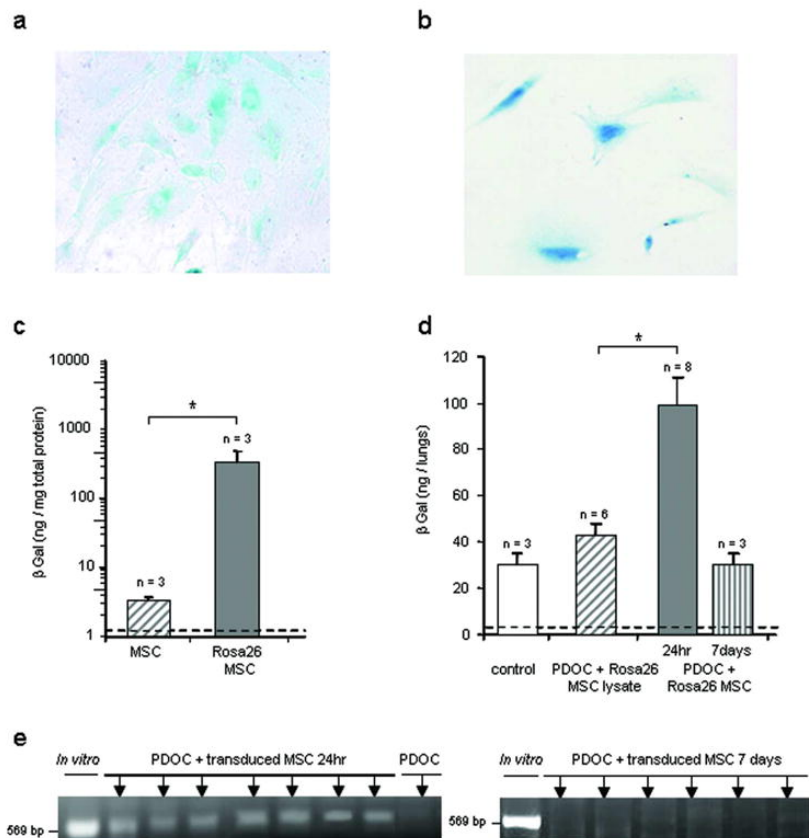 a
b
c
10000
1000
100
10
1
β Gal (ng / mg total protein)
*
n = 3
n = 3
MSC
Rosa26
MSC
d
120
100
80
60
40
20
0
β Gal (ng / lungs)
*
n = 3
n = 6
n = 8
n = 3
24hr 7days
control PDOC + Rosa26 PDOC +
MSC lysate Rosa26 MSC
e
In vitro PDOC + transduced MSC 24hr PDOC
569 bp
In vitro PDOC + transduced MSC 7 days
569 bp